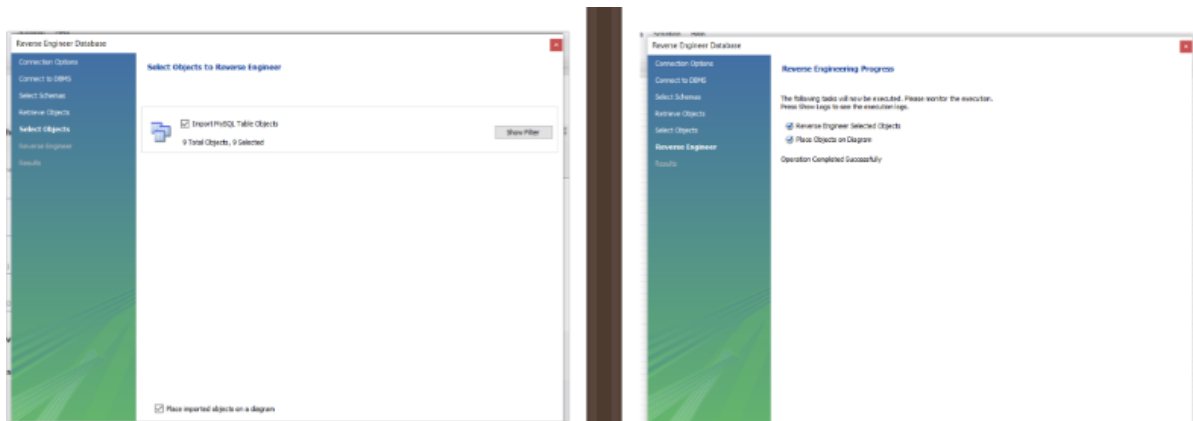 Reverse Engineer Database
Connection Options
Connect to DBMS
Select Schemas
Retrieve Objects
Select Objects
Reverse Engineer
Results
Select Objects to Reverse Engineer
Import MySQL Table Objects
9 Total Objects, 9 Selected
Show Filter
Place imported objects on a diagram
Reverse Engineer Database
Connection Options
Connect to DBMS
Select Schemas
Retrieve Objects
Select Objects
Reverse Engineer
Results
Reverse Engineering Progress
The following tasks will now be executed. Please monitor the execution.
Press Show Logs to see the execution logs.
Reverse Engineer Selected Objects
Place Objects on Diagram
Operation Completed Successfully